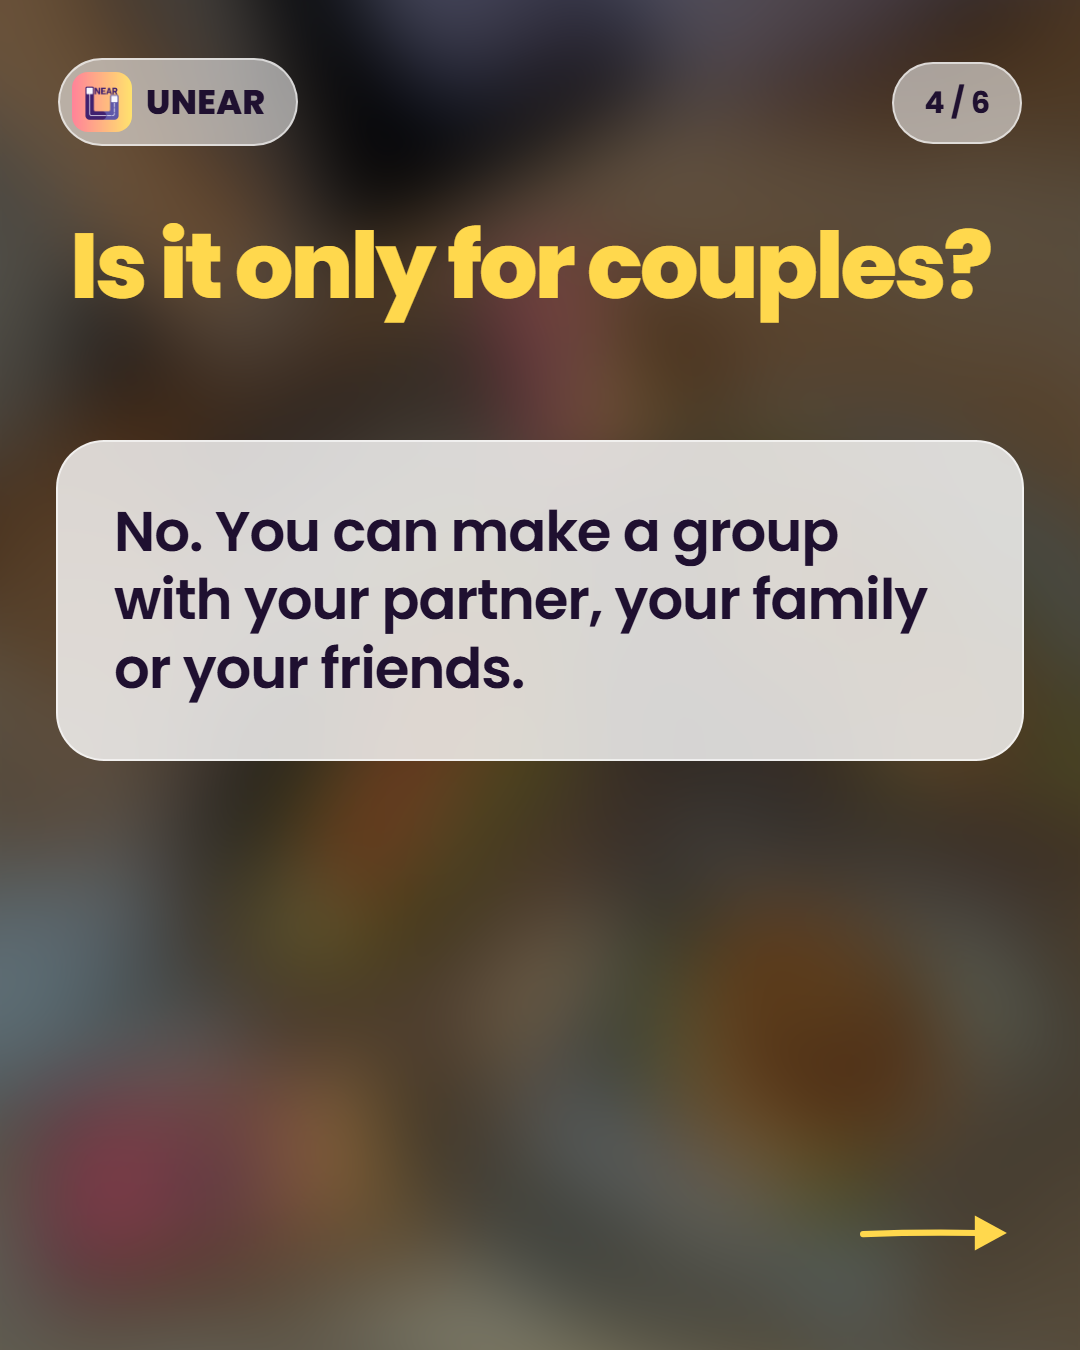 UNEAR
UNEAR
4 / 6
Is it only for couples?
No. You can make a group
with your partner, your family
or your friends.